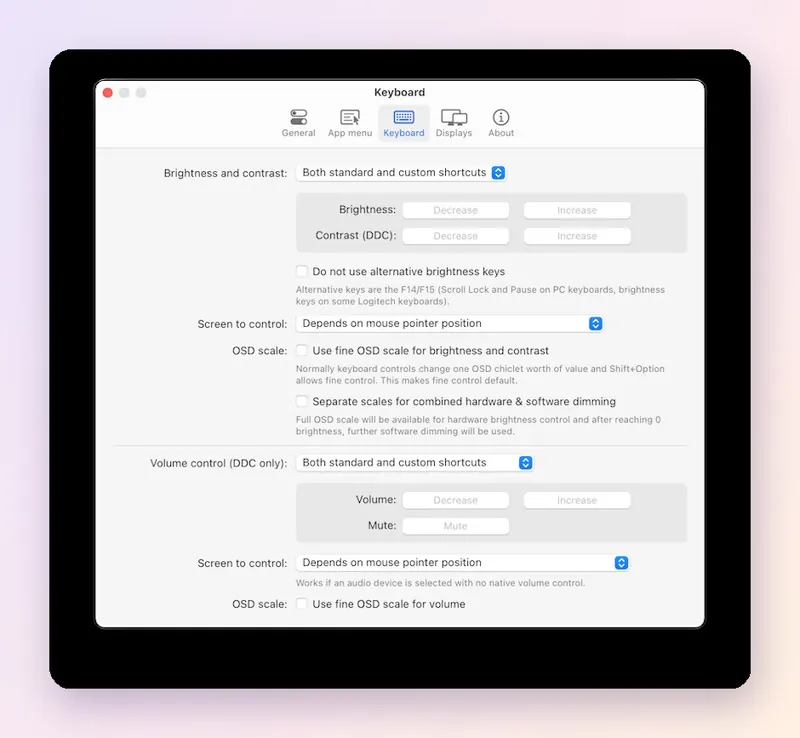 Keyboard
General App menu Keyboard Displays About
Brightness and contrast: Both standard and custom shortcuts
Brightness: Decrease Increase
Contrast (DDC): Decrease Increase
Do not use alternative brightness keys
Alternative keys are the F14/F15 (Scroll Lock and Pause on PC keyboards, brightness
keys on some Logitech keyboards).
Screen to control: Depends on mouse pointer position
OSD scale: Use fine OSD scale for brightness and contrast
Normally keyboard controls change one OSD chiclet worth of value and Shift+Option
allows fine control. This makes fine control default.
Separate scales for combined hardware & software dimming
Full OSD scale will be available for hardware brightness control and after reaching 0
brightness, further software dimming will be used.
Volume control (DDC only): Both standard and custom shortcuts
Volume: Decrease Increase
Mute: Mute
Screen to control: Depends on mouse pointer position
Works if an audio device is selected with no native volume control.
OSD scale: Use fine OSD scale for volume